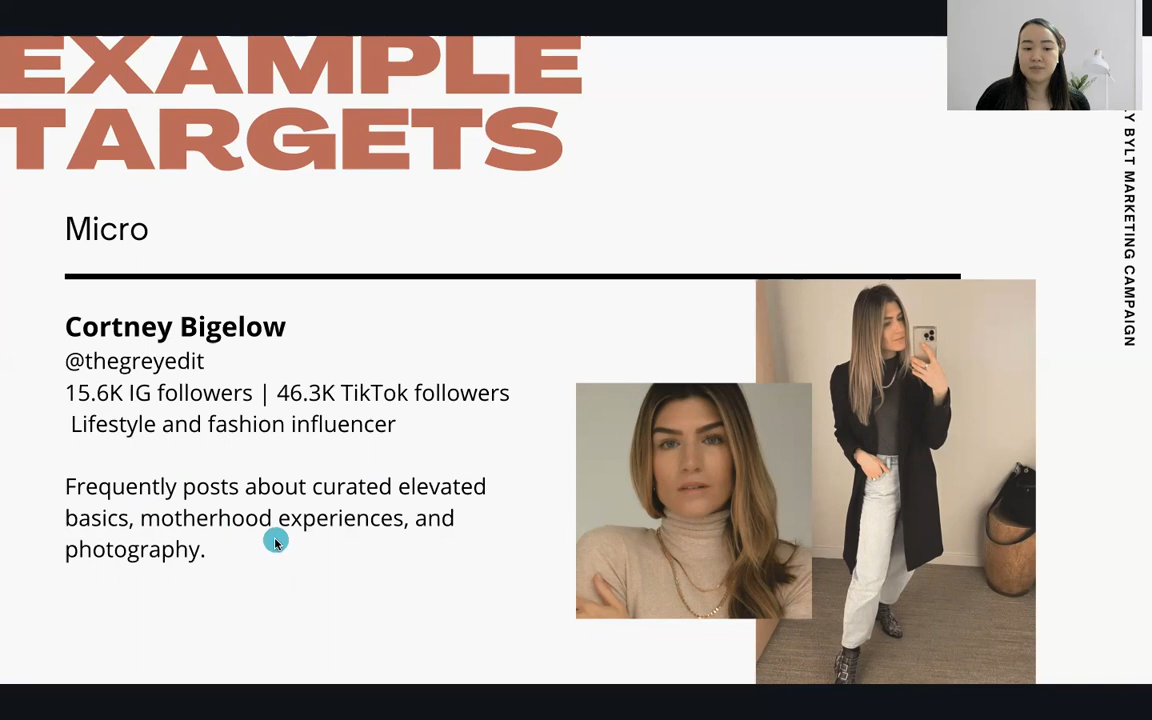 EXAMPLE
TARGETS
Micro
Cortney Bigelow
@thegreyedit
15.6K IG followers | 46.3K TikTok followers
Lifestyle and fashion influencer
Frequently posts about curated elevated
basics, motherhood experiences, and
photography.
BYLT MARKETING CAMPAIGN